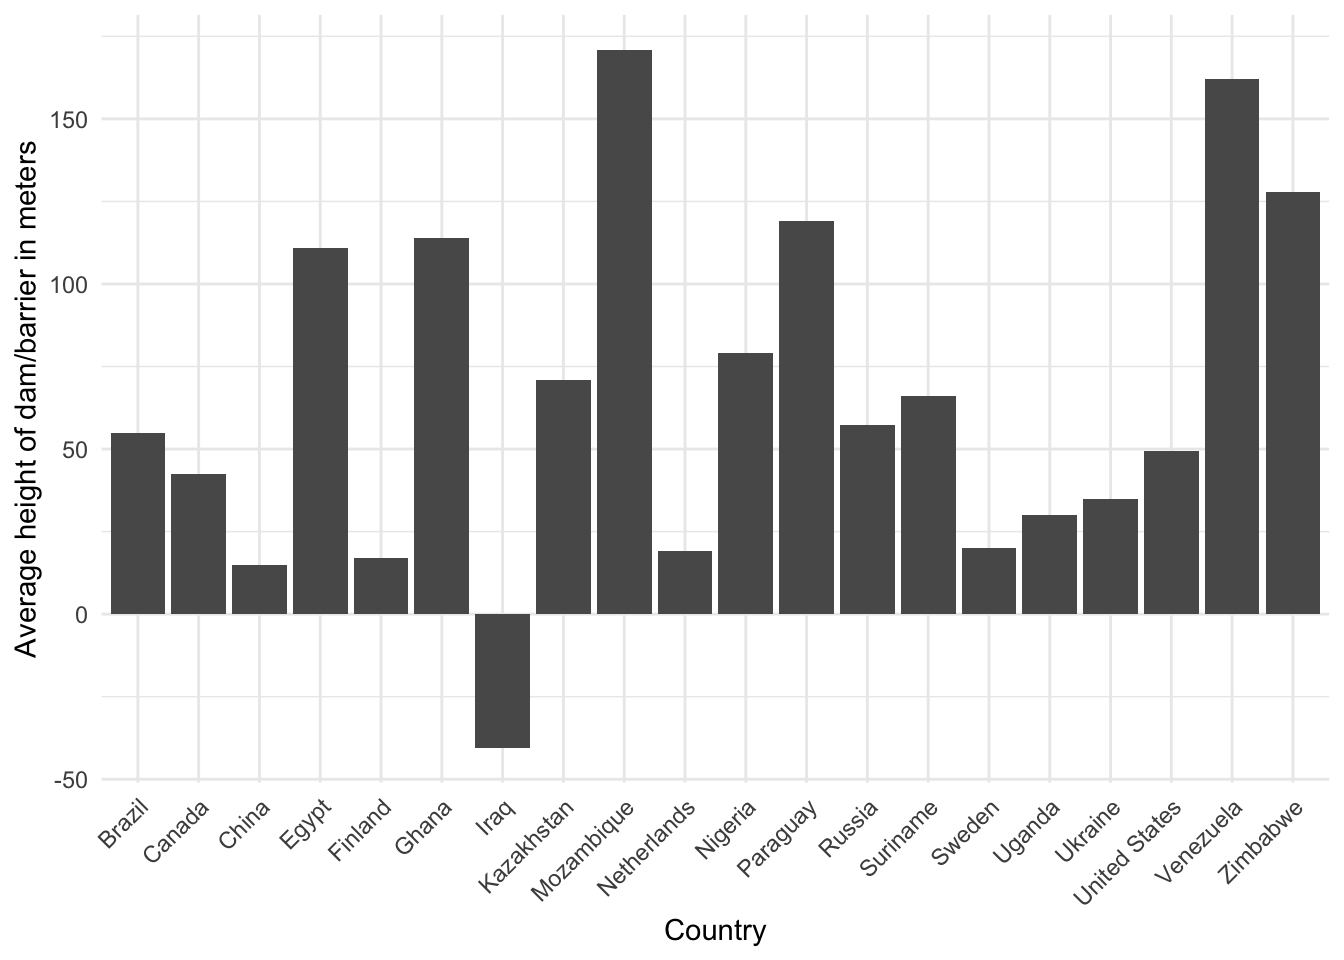 Average height of dam/barrier in meters
150
100
50
0
-50
Brazil
Canada
China
Egypt
Finland
Ghana
Iraq
Kazakhstan
Mozambique
Netherlands
Nigeria
Paraguay
Russia
Suriname
Sweden
Uganda
Ukraine
United States
Venezuela
Zimbabwe
Country